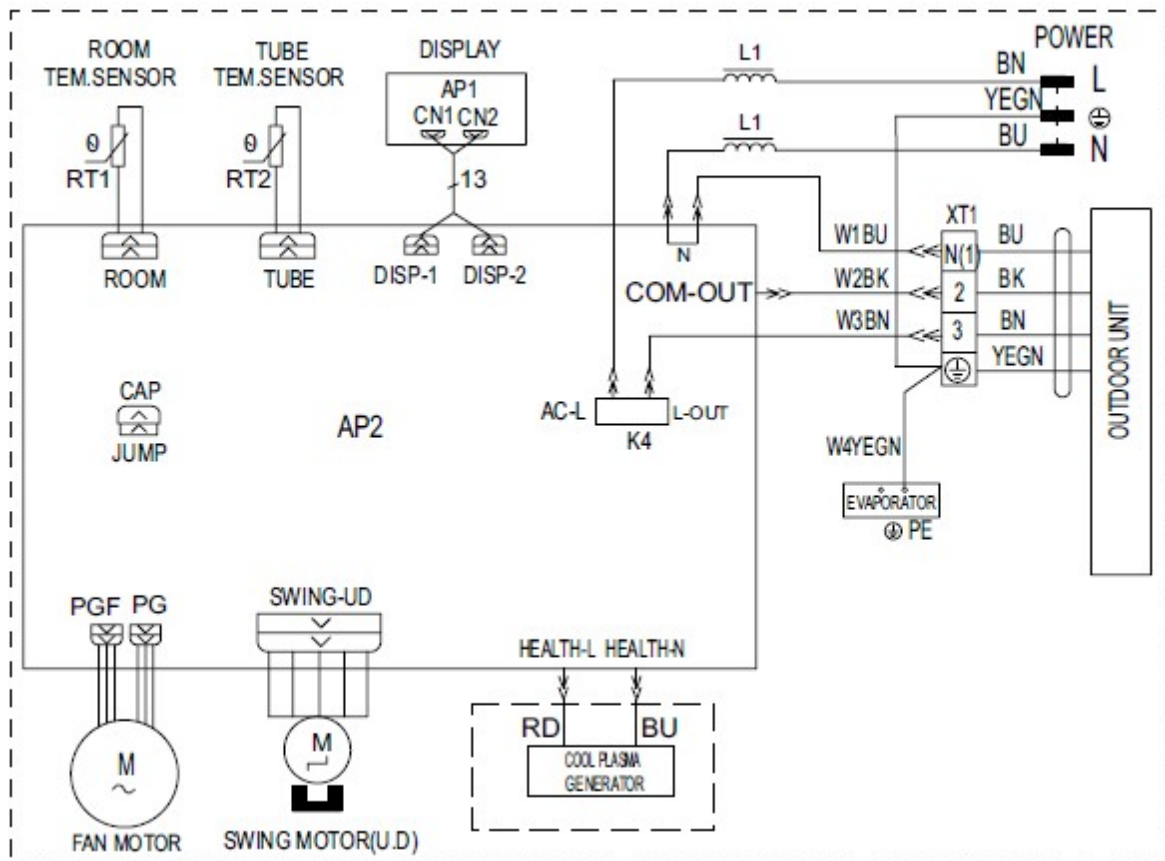 ROOM
TEM.SENSOR
TUBE
TEM.SENSOR
DISPLAY
AP1
CN1 CN2
L1
POWER
BN
L
YEGN
L1
BU
N
θ
RT1
θ
RT2
13
XT1
W1BU
N(1)
BU
N
ROOM
TUBE
DISP-1
DISP-2
COM-OUT
W2BK
2
BK
W3BN
3
BN
YEGN
OUTDOOR UNIT
CAP
JUMP
AP2
AC-L
L-OUT
K4
W4YEGN
EVAPORATOR
PE
PGF PG
SWING-UD
HEALTH-L HEALTH-N
RD
BU
M
~
M
COOL PLASMA
GENERATOR
FAN MOTOR
SWING MOTOR(U.D)